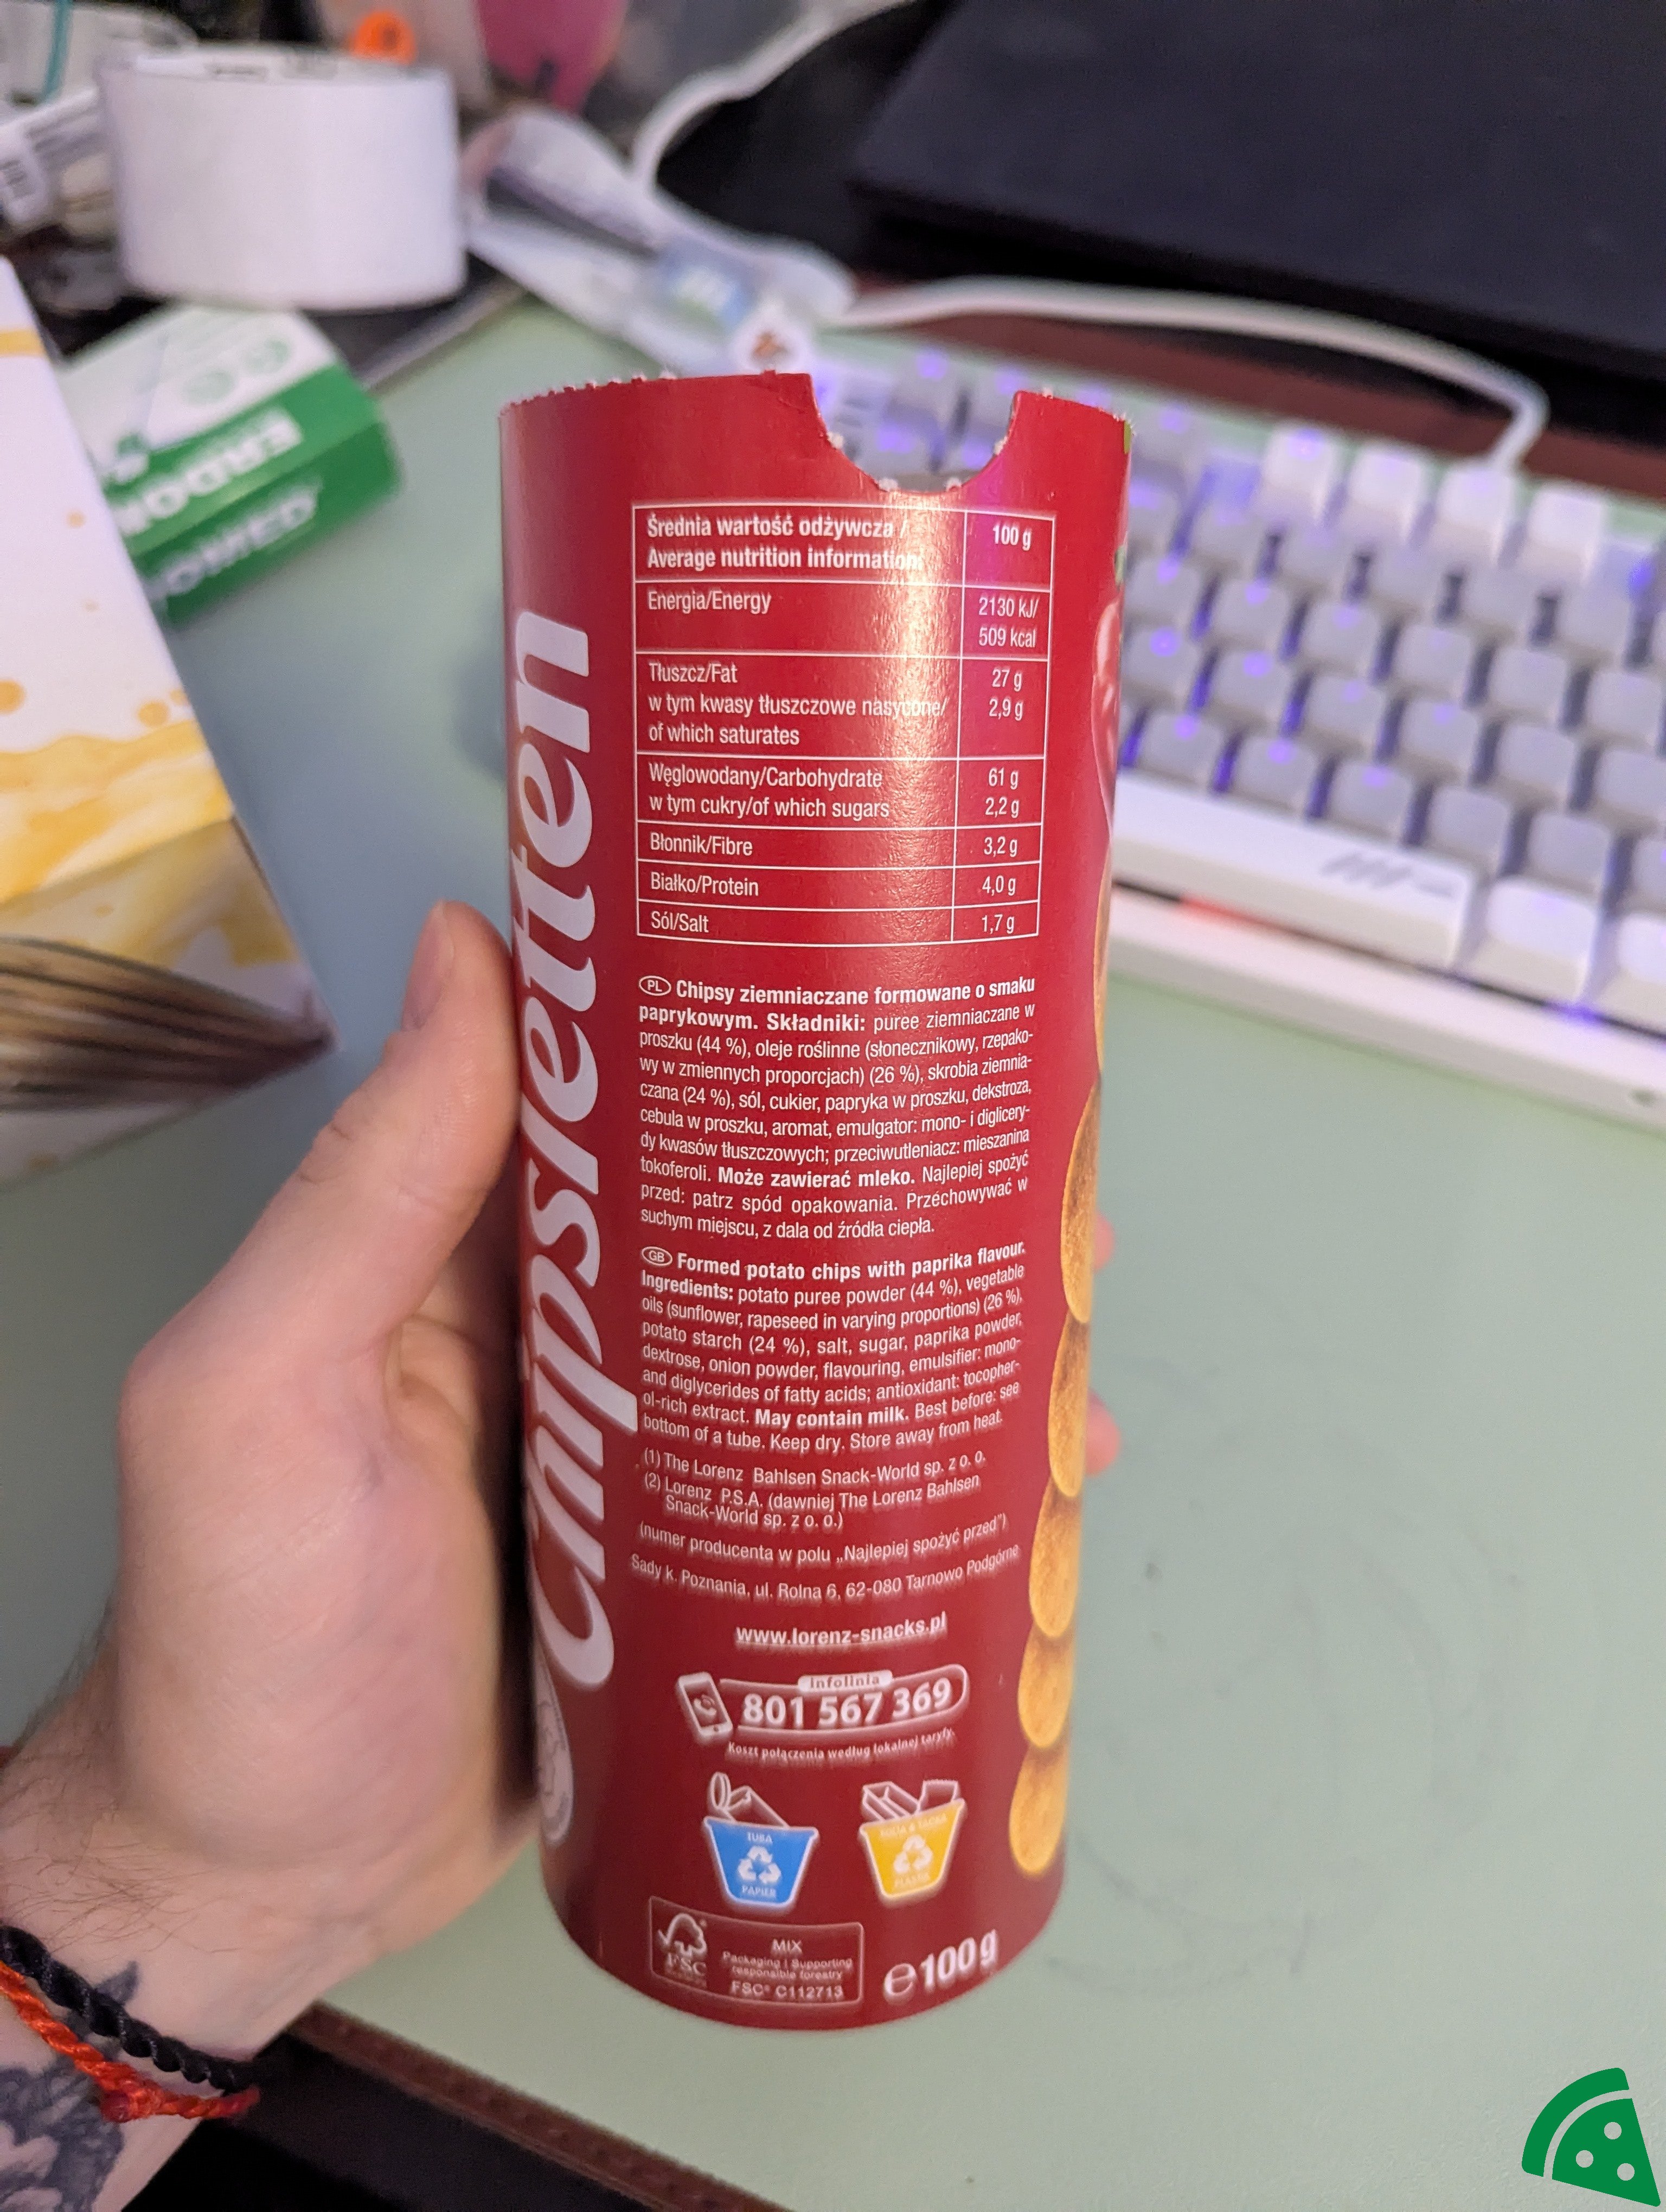 Chipsletten
Średnia wartość odżywcza /
Average nutrition information
100 g
Energia/Energy
2130 kJ/
509 kcal
Tłuszcz/Fat
27 g
w tym kwasy tłuszczowe nasycone/
2,9 g
of which saturates
Węglowodany/Carbohydrate
61 g
w tym cukry/of which sugars
2,2 g
Błonnik/Fibre
3,2 g
Białko/Protein
4,0 g
Sól/Salt
1,7 g
PL Chipsy ziemniaczane formowane o smaku
paprykowym. Składniki: puree ziemniaczane w
proszku (44 %), oleje roślinne (słonecznikowy, rzepako-
wy w zmiennych proporcjach) (26 %), skrobia ziemnia-
czana (24 %), sól, cukier, papryka w proszku, dekstroza,
cebula w proszku, aromat, emulgator: mono- i diglicery-
dy kwasów tłuszczowych; przeciwutleniacz: mieszanina
tokoferoli. Może zawierać mleko. Najlepiej spożyć
przed: patrz spód opakowania. Przechowywać w
suchym miejscu, z dala od źródła ciepła.
GB Formed potato chips with paprika flavour.
Ingredients: potato puree powder (44 %), vegetable
oils (sunflower, rapeseed in varying proportions) (26 %),
potato starch (24 %), salt, sugar, paprika powder,
dextrose, onion powder, flavouring, emulsifier: mono-
and diglycerides of fatty acids; antioxidant: tocopher-
ol-rich extract. May contain milk. Best before: see
bottom of a tube. Keep dry. Store away from heat.
(1) The Lorenz Bahlsen Snack-World sp. z o. o.
(2) Lorenz P.S.A. (dawniej The Lorenz Bahlsen
Snack-World sp. z o. o.)
(numer producenta w polu „Najlepiej spożyć przed")
Sady k. Poznania, ul. Rolna 6, 62-080 Tarnowo Podgórne
www.lorenz-snacks.pl
infolinia
801 567 369
Koszt połączenia według lokalnej taryfy.
TUBA
PAPIER
PLASTIK
FSC
MIX
Packaging | Supporting
responsible forestry
FSC® C112713
℮100 g